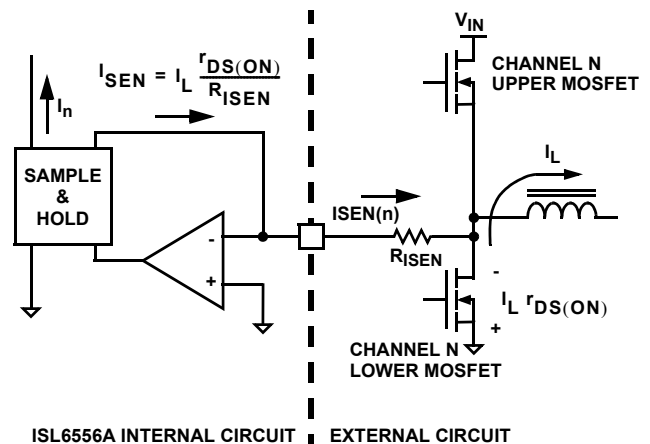 V_IN
I_SEN = I_L r_DS(ON) / R_ISEN
CHANNEL N
UPPER MOSFET
I_n
SAMPLE
&
HOLD
I_L
ISEN(n)
-
+
R_ISEN
-
I_L r_DS(ON)
+
CHANNEL N
LOWER MOSFET
ISL6556A INTERNAL CIRCUIT
EXTERNAL CIRCUIT